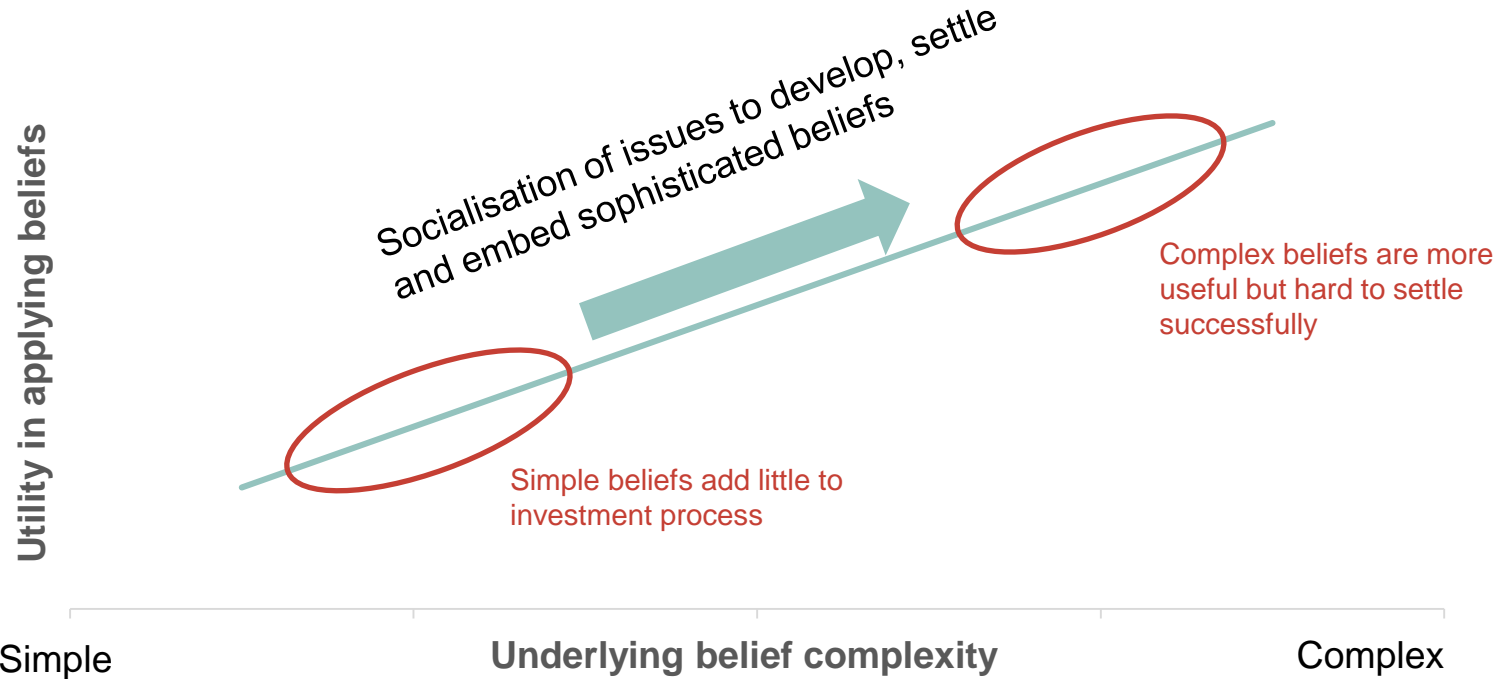 Socialisation of issues to develop, settle
and embed sophisticated beliefs
Utility in applying beliefs
Complex beliefs are more
useful but hard to settle
successfully
Simple beliefs add little to
investment process
Simple
Underlying belief complexity
Complex